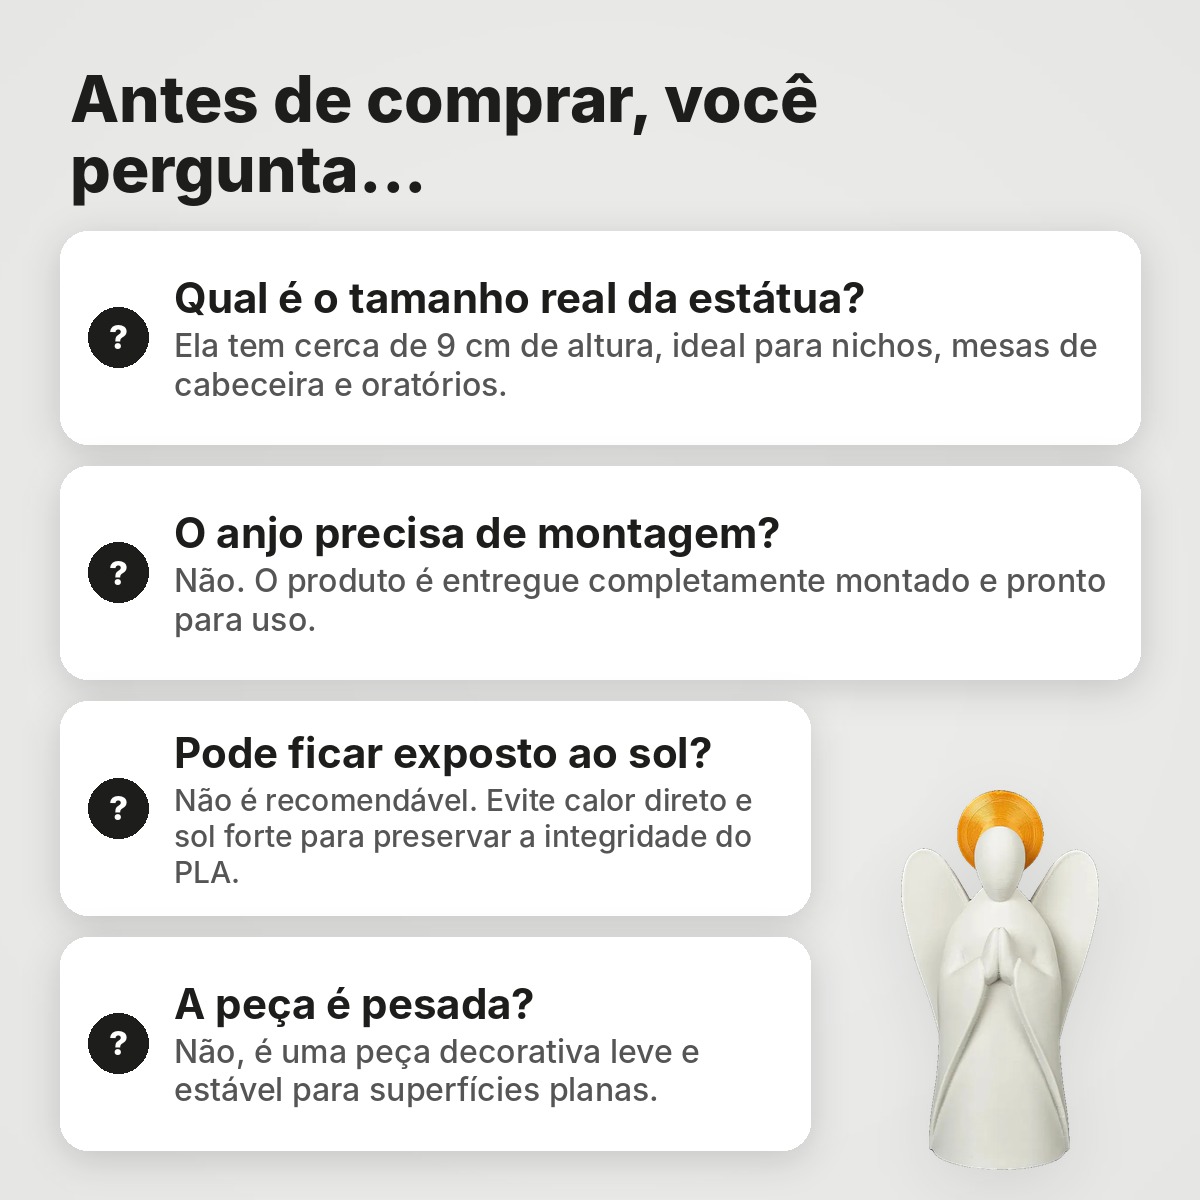 Antes de comprar, você
pergunta...
?
Qual é o tamanho real da estátua?
Ela tem cerca de 9 cm de altura, ideal para nichos, mesas de
cabeceira e oratórios.
?
O anjo precisa de montagem?
Não. O produto é entregue completamente montado e pronto
para uso.
?
Pode ficar exposto ao sol?
Não é recomendável. Evite calor direto e
sol forte para preservar a integridade do
PLA.
?
A peça é pesada?
Não, é uma peça decorativa leve e
estável para superfícies planas.